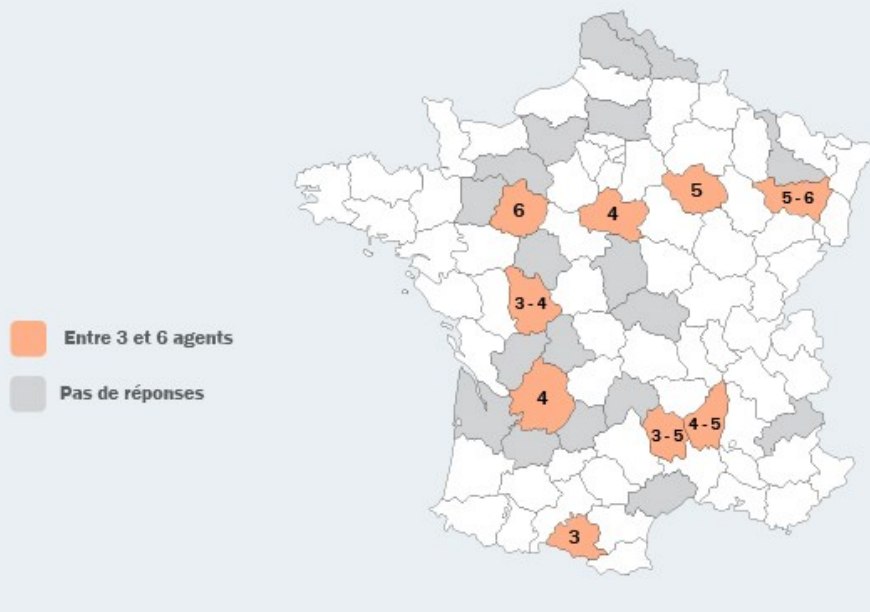 5
5 - 6
6
4
3 - 4
Entre 3 et 6 agents
Pas de réponses
4
4 - 5
3 - 5
3